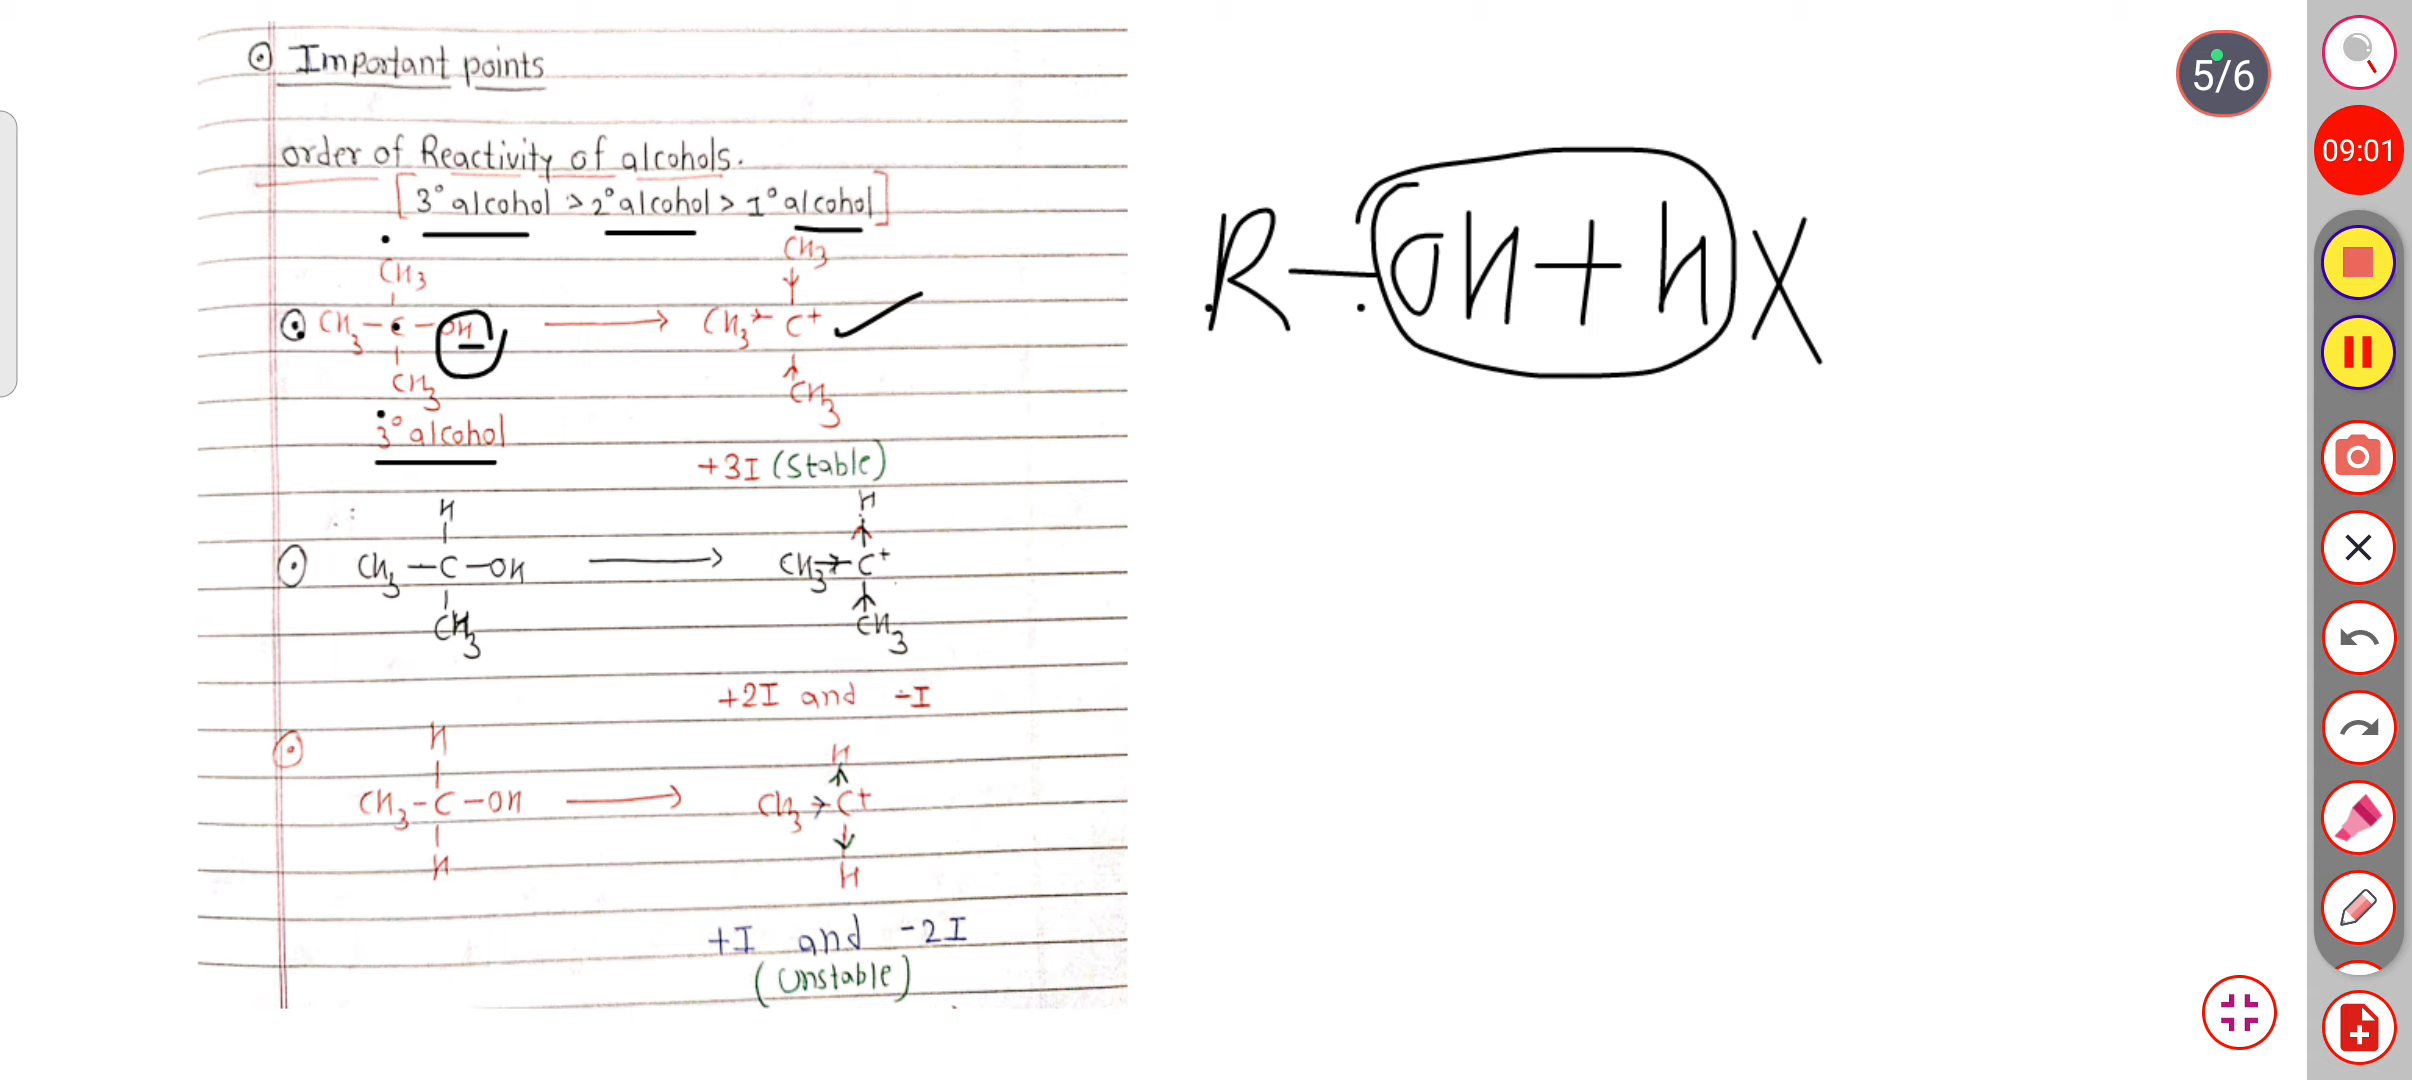 Important points
order of Reactivity of alcohols.
[3° alcohol > 2° alcohol > 1° alcohol]
CH3 CH3
CH3 – C – OH → CH3 → C+
CH3 CH3
3° alcohol
+3I (Stable)
H H
CH3 – C – OH → CH3 → C+
CH3 CH3
+2I and -I
H H
CH3 – C – OH → CH3 → C+
H H
+I and -2I
(Unstable)
R – OH + HX
5/6
09:01